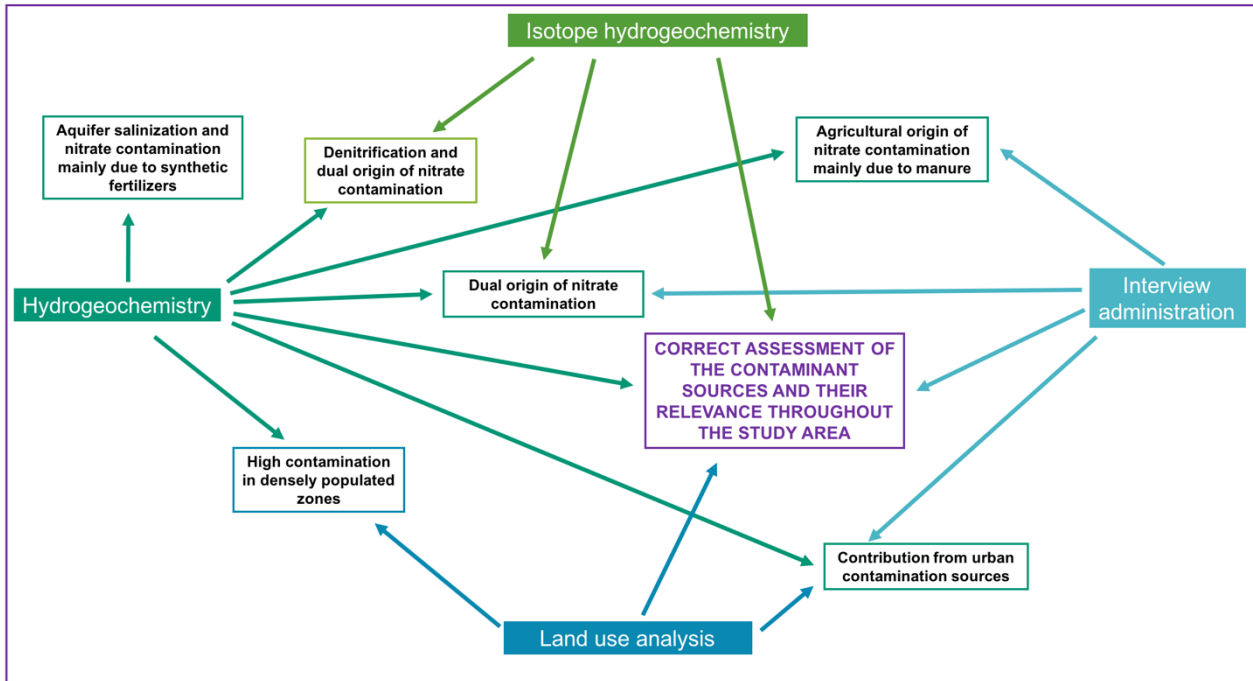 Isotope hydrogeochemistry
Aquifer salinization and
nitrate contamination
mainly due to synthetic
fertilizers
Denitrification and
dual origin of nitrate
contamination
Agricultural origin of
nitrate contamination
mainly due to manure
Hydrogeochemistry
Dual origin of nitrate
contamination
Interview
administration
CORRECT ASSESSMENT OF
THE CONTAMINANT
SOURCES AND THEIR
RELEVANCE THROUGHOUT
THE STUDY AREA
High contamination
in densely populated
zones
Contribution from urban
contamination sources
Land use analysis